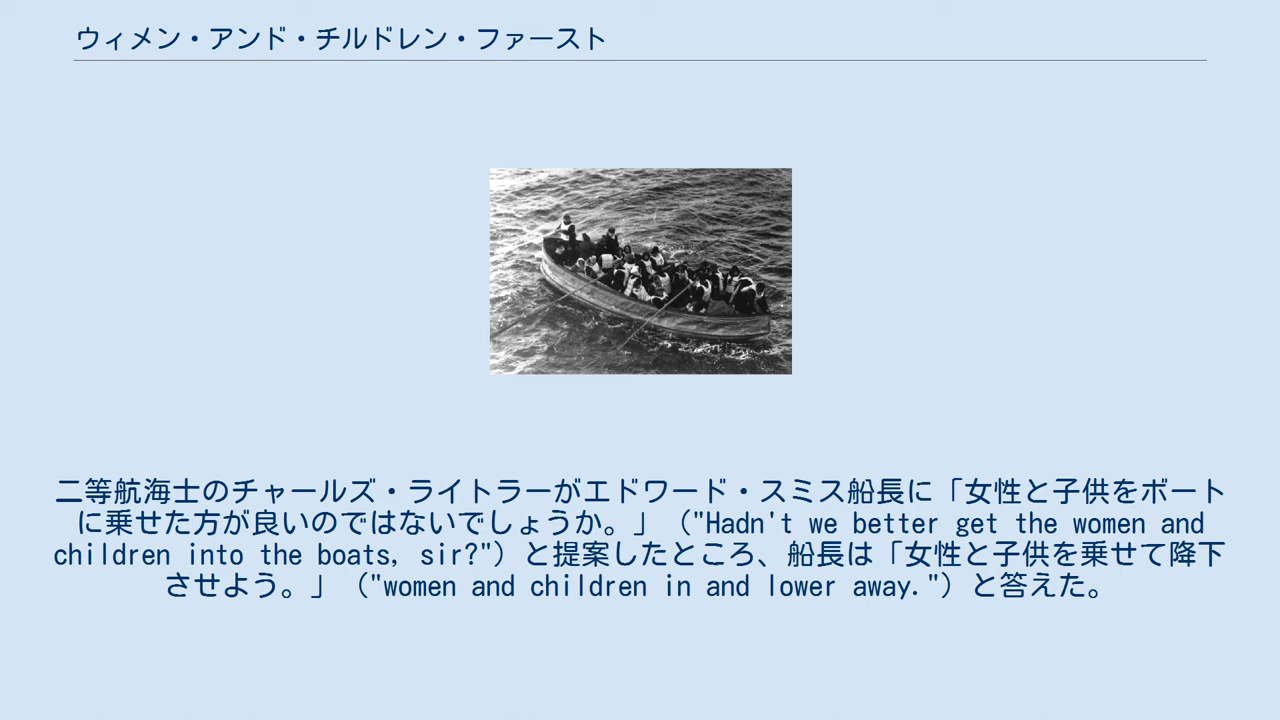 ウィメン・アンド・チルドレン・ファースト
二等航海士のチャールズ・ライトラーがエドワード・スミス船長に「女性と子供をボート
に乗せた方が良いのではないでしょうか。」（"Hadn't we better get the women and
children into the boats, sir?"）と提案したところ、船長は「女性と子供を乗せて降下
させよう。」（"women and children in and lower away."）と答えた。